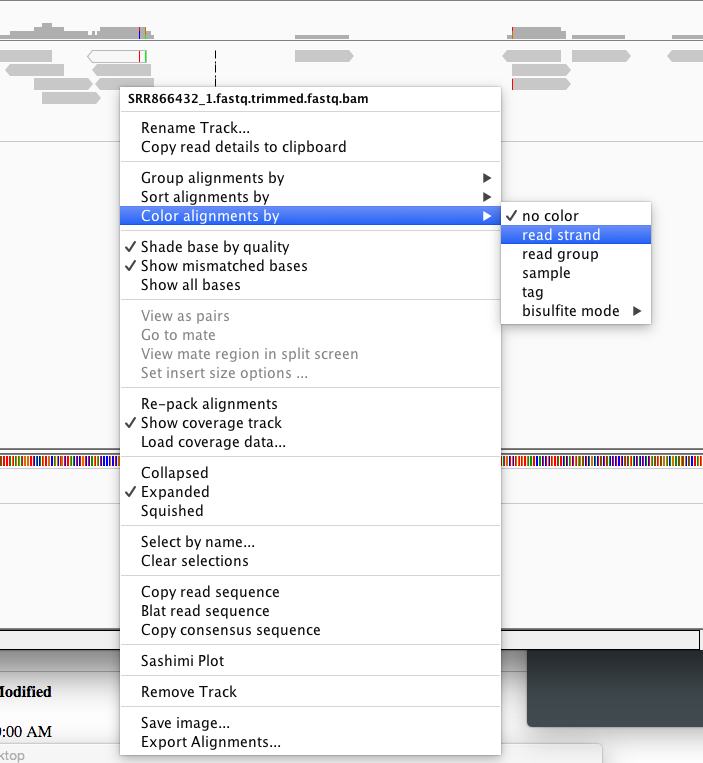 SRR866432_1.fastq.trimmed.fastq.bam
Rename Track...
Copy read details to clipboard
Group alignments by
Sort alignments by
Color alignments by
no color
read strand
read group
sample
tag
bisulfite mode
Shade base by quality
Show mismatched bases
Show all bases
View as pairs
Go to mate
View mate region in split screen
Set insert size options ...
Re-pack alignments
Show coverage track
Load coverage data...
Collapsed
Expanded
Squished
Select by name...
Clear selections
Copy read sequence
Blat read sequence
Copy consensus sequence
Sashimi Plot
Remove Track
Save image...
Export Alignments...
Modified
:00 AM
ktop